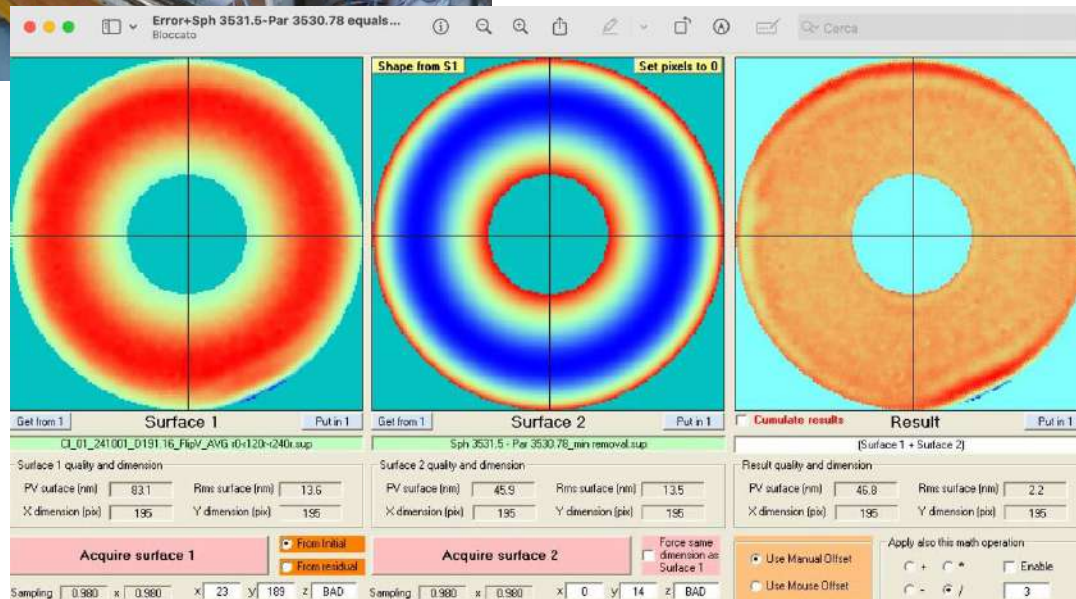 Error+Sph 3531.5-Par 3530.78 equals...
Bloccato
Cerca
Shape from S1
Set pixels to 0
Get from 1
Surface 1
Put in 1
Get from 1
Surface 2
Put in 1
Cumulate results
Result
Put in 1
CI_01_241001_D191.16_FlipV_AVG r0<120r<240r.sup
Sph 3531.5 - Par 3530.78_min removal.sup
(Surface 1 + Surface 2)
Surface 1 quality and dimension
Surface 2 quality and dimension
Result quality and dimension
PV surface (nm) 83.1 Rms surface (nm) 13.6
PV surface (nm) 45.9 Rms surface (nm) 13.5
PV surface (nm) 46.8 Rms surface (nm) 2.2
X dimension (pix) 195 Y dimension (pix) 195
X dimension (pix) 195 Y dimension (pix) 195
X dimension (pix) 195 Y dimension (pix) 195
Acquire surface 1
From Initial
From residual
Acquire surface 2
Force same
dimension as
Surface 1
Use Manual Offset
Use Mouse Offset
Apply also this math operation
+ * Enable
- / 3
Sampling 0.980 x 0.980 x 23 y 189 z BAD
Sampling 0.980 x 0.980 x 0 y 14 z BAD